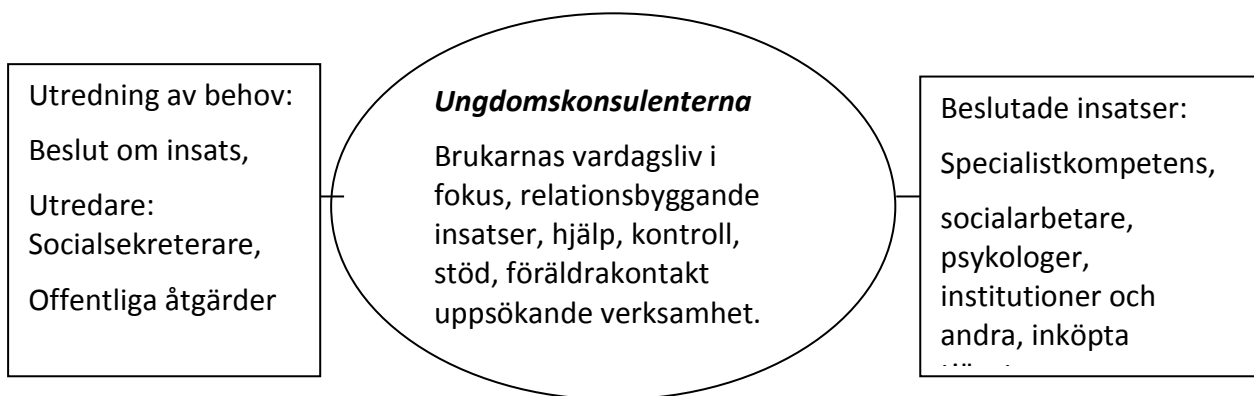 Utredning av behov:
Beslut om insats,
Utredare:
Socialsekreterare,
Offentliga åtgärder
Ungdomskonsulenterna
Brukarnas vardagsliv i
fokus, relationsbyggande
insatser, hjälp, kontroll,
stöd, föräldrakontakt
uppsökande verksamhet.
Beslutade insatser:
Specialistkompetens,
socialarbetare,
psykologer,
institutioner och
andra, inköpta